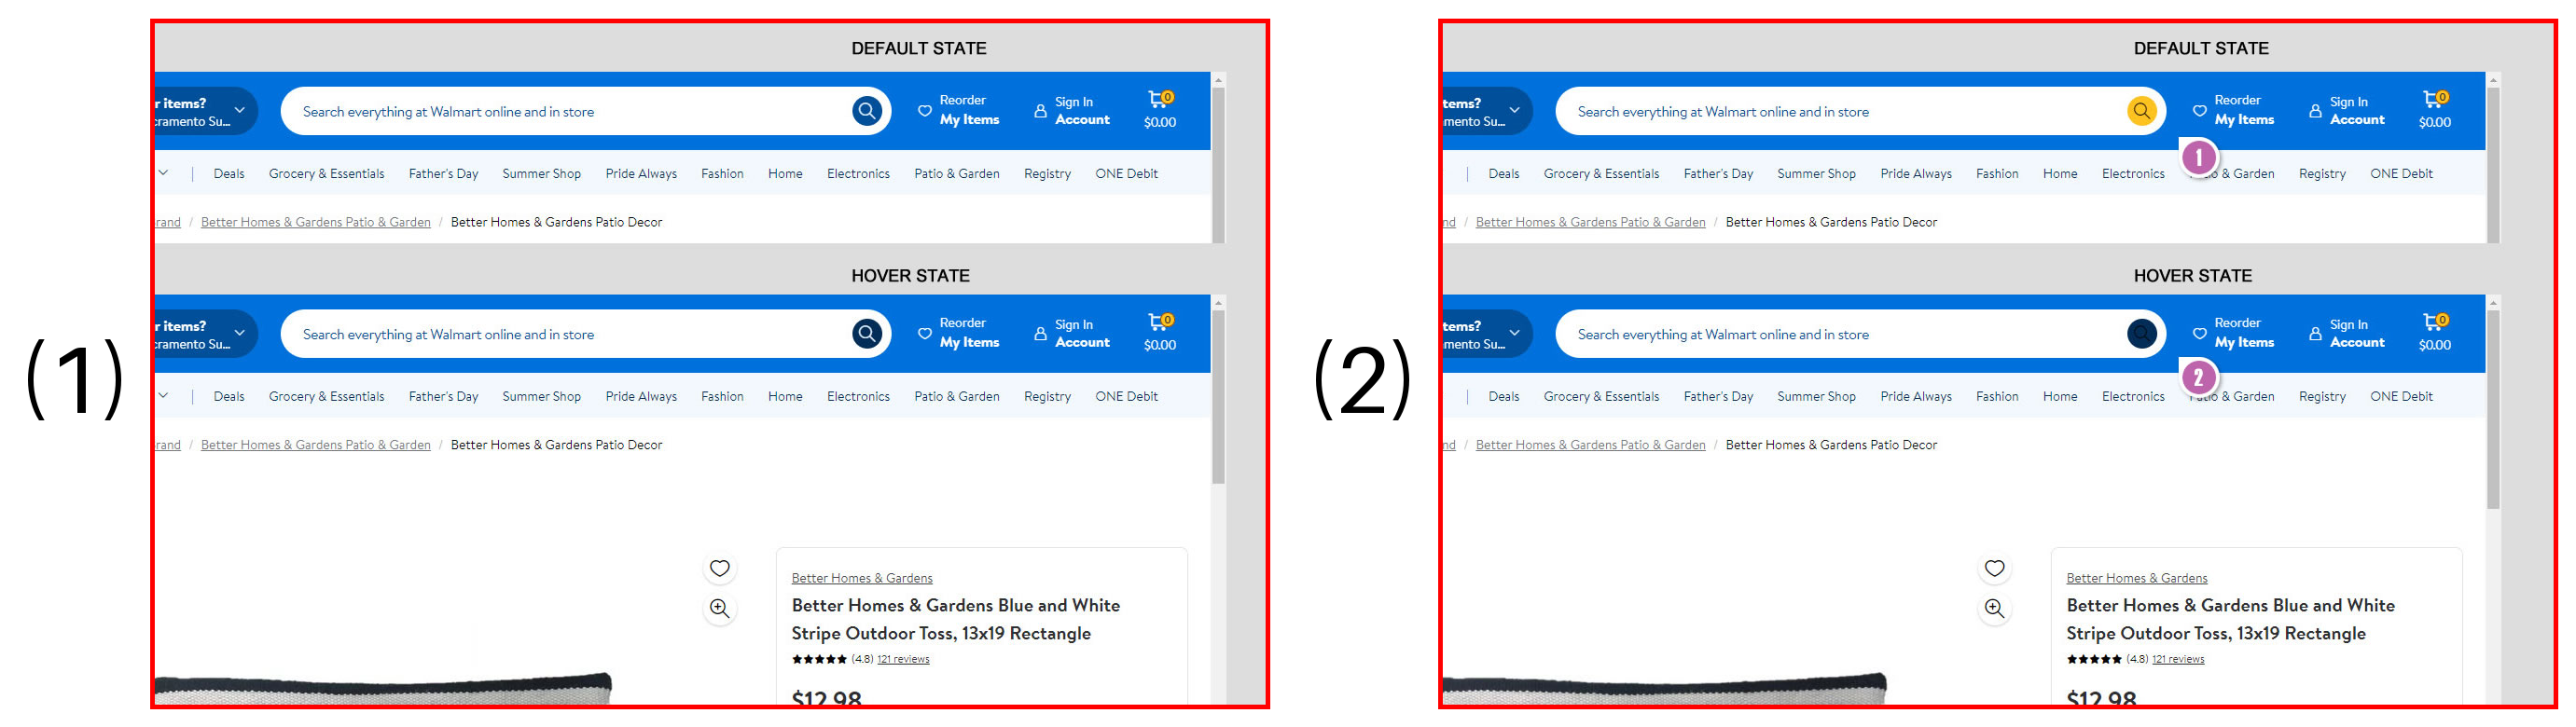 (1)
DEFAULT STATE
r items?
cramento Su...
Search everything at Walmart online and in store
Reorder
My Items
Sign In
Account
0
$0.00
Deals Grocery & Essentials Father's Day Summer Shop Pride Always Fashion Home Electronics Patio & Garden Registry ONE Debit
rand / Better Homes & Gardens Patio & Garden / Better Homes & Gardens Patio Decor
HOVER STATE
r items?
cramento Su...
Search everything at Walmart online and in store
Reorder
My Items
Sign In
Account
0
$0.00
Deals Grocery & Essentials Father's Day Summer Shop Pride Always Fashion Home Electronics Patio & Garden Registry ONE Debit
rand / Better Homes & Gardens Patio & Garden / Better Homes & Gardens Patio Decor
Better Homes & Gardens
Better Homes & Gardens Blue and White
Stripe Outdoor Toss, 13x19 Rectangle
(4.8) 121 reviews
$12.98
(2)
DEFAULT STATE
tems?
mento Su...
Search everything at Walmart online and in store
Reorder
My Items
Sign In
Account
0
$0.00
1
Deals Grocery & Essentials Father's Day Summer Shop Pride Always Fashion Home Electronics & Garden Registry ONE Debit
nd / Better Homes & Gardens Patio & Garden / Better Homes & Gardens Patio Decor
HOVER STATE
tems?
mento Su...
Search everything at Walmart online and in store
Reorder
My Items
Sign In
Account
0
$0.00
2
Deals Grocery & Essentials Father's Day Summer Shop Pride Always Fashion Home Electronics & Garden Registry ONE Debit
nd / Better Homes & Gardens Patio & Garden / Better Homes & Gardens Patio Decor
Better Homes & Gardens
Better Homes & Gardens Blue and White
Stripe Outdoor Toss, 13x19 Rectangle
(4.8) 121 reviews
$12.98